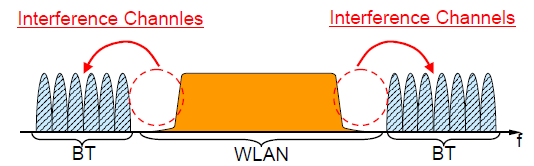 Interference Channles
Interference Channels
f
BT
WLAN
BT